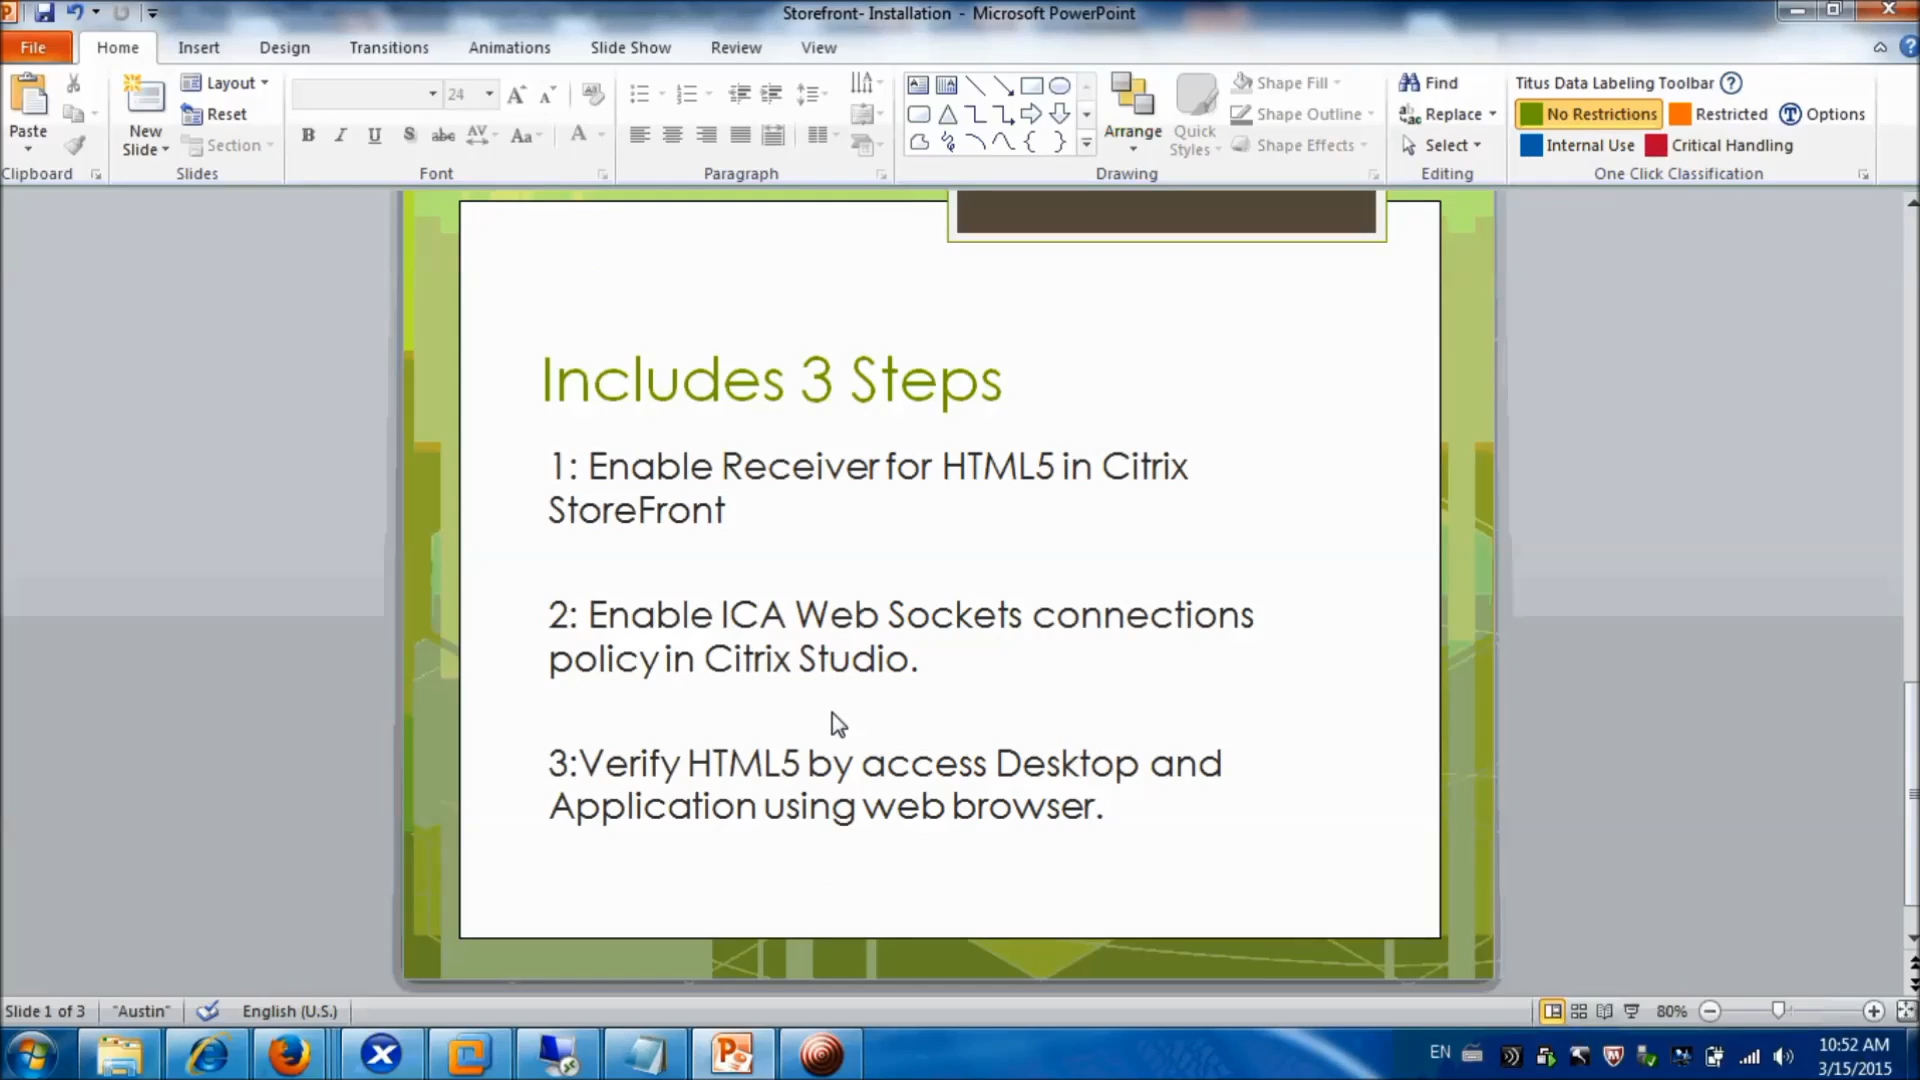 Storefront- Installation - Microsoft PowerPoint
File Home Insert Design Transitions Animations Slide Show Review View
Paste
Clipboard
New
Slide
Layout
Reset
Section
Slides
24
B I U S abc AV Aa A
Font
Paragraph
Arrange
Quick
Styles
Shape Fill
Shape Outline
Shape Effects
Drawing
Find
Replace
Select
Editing
Titus Data Labeling Toolbar
No Restrictions Restricted Options
Internal Use Critical Handling
One Click Classification
Includes 3 Steps
1: Enable Receiver for HTML5 in Citrix
StoreFront
2: Enable ICA Web Sockets connections
policy in Citrix Studio.
3:Verify HTML5 by access Desktop and
Application using web browser.
Slide 1 of 3 "Austin" English (U.S.) 80%
EN
10:52 AM
3/15/2015